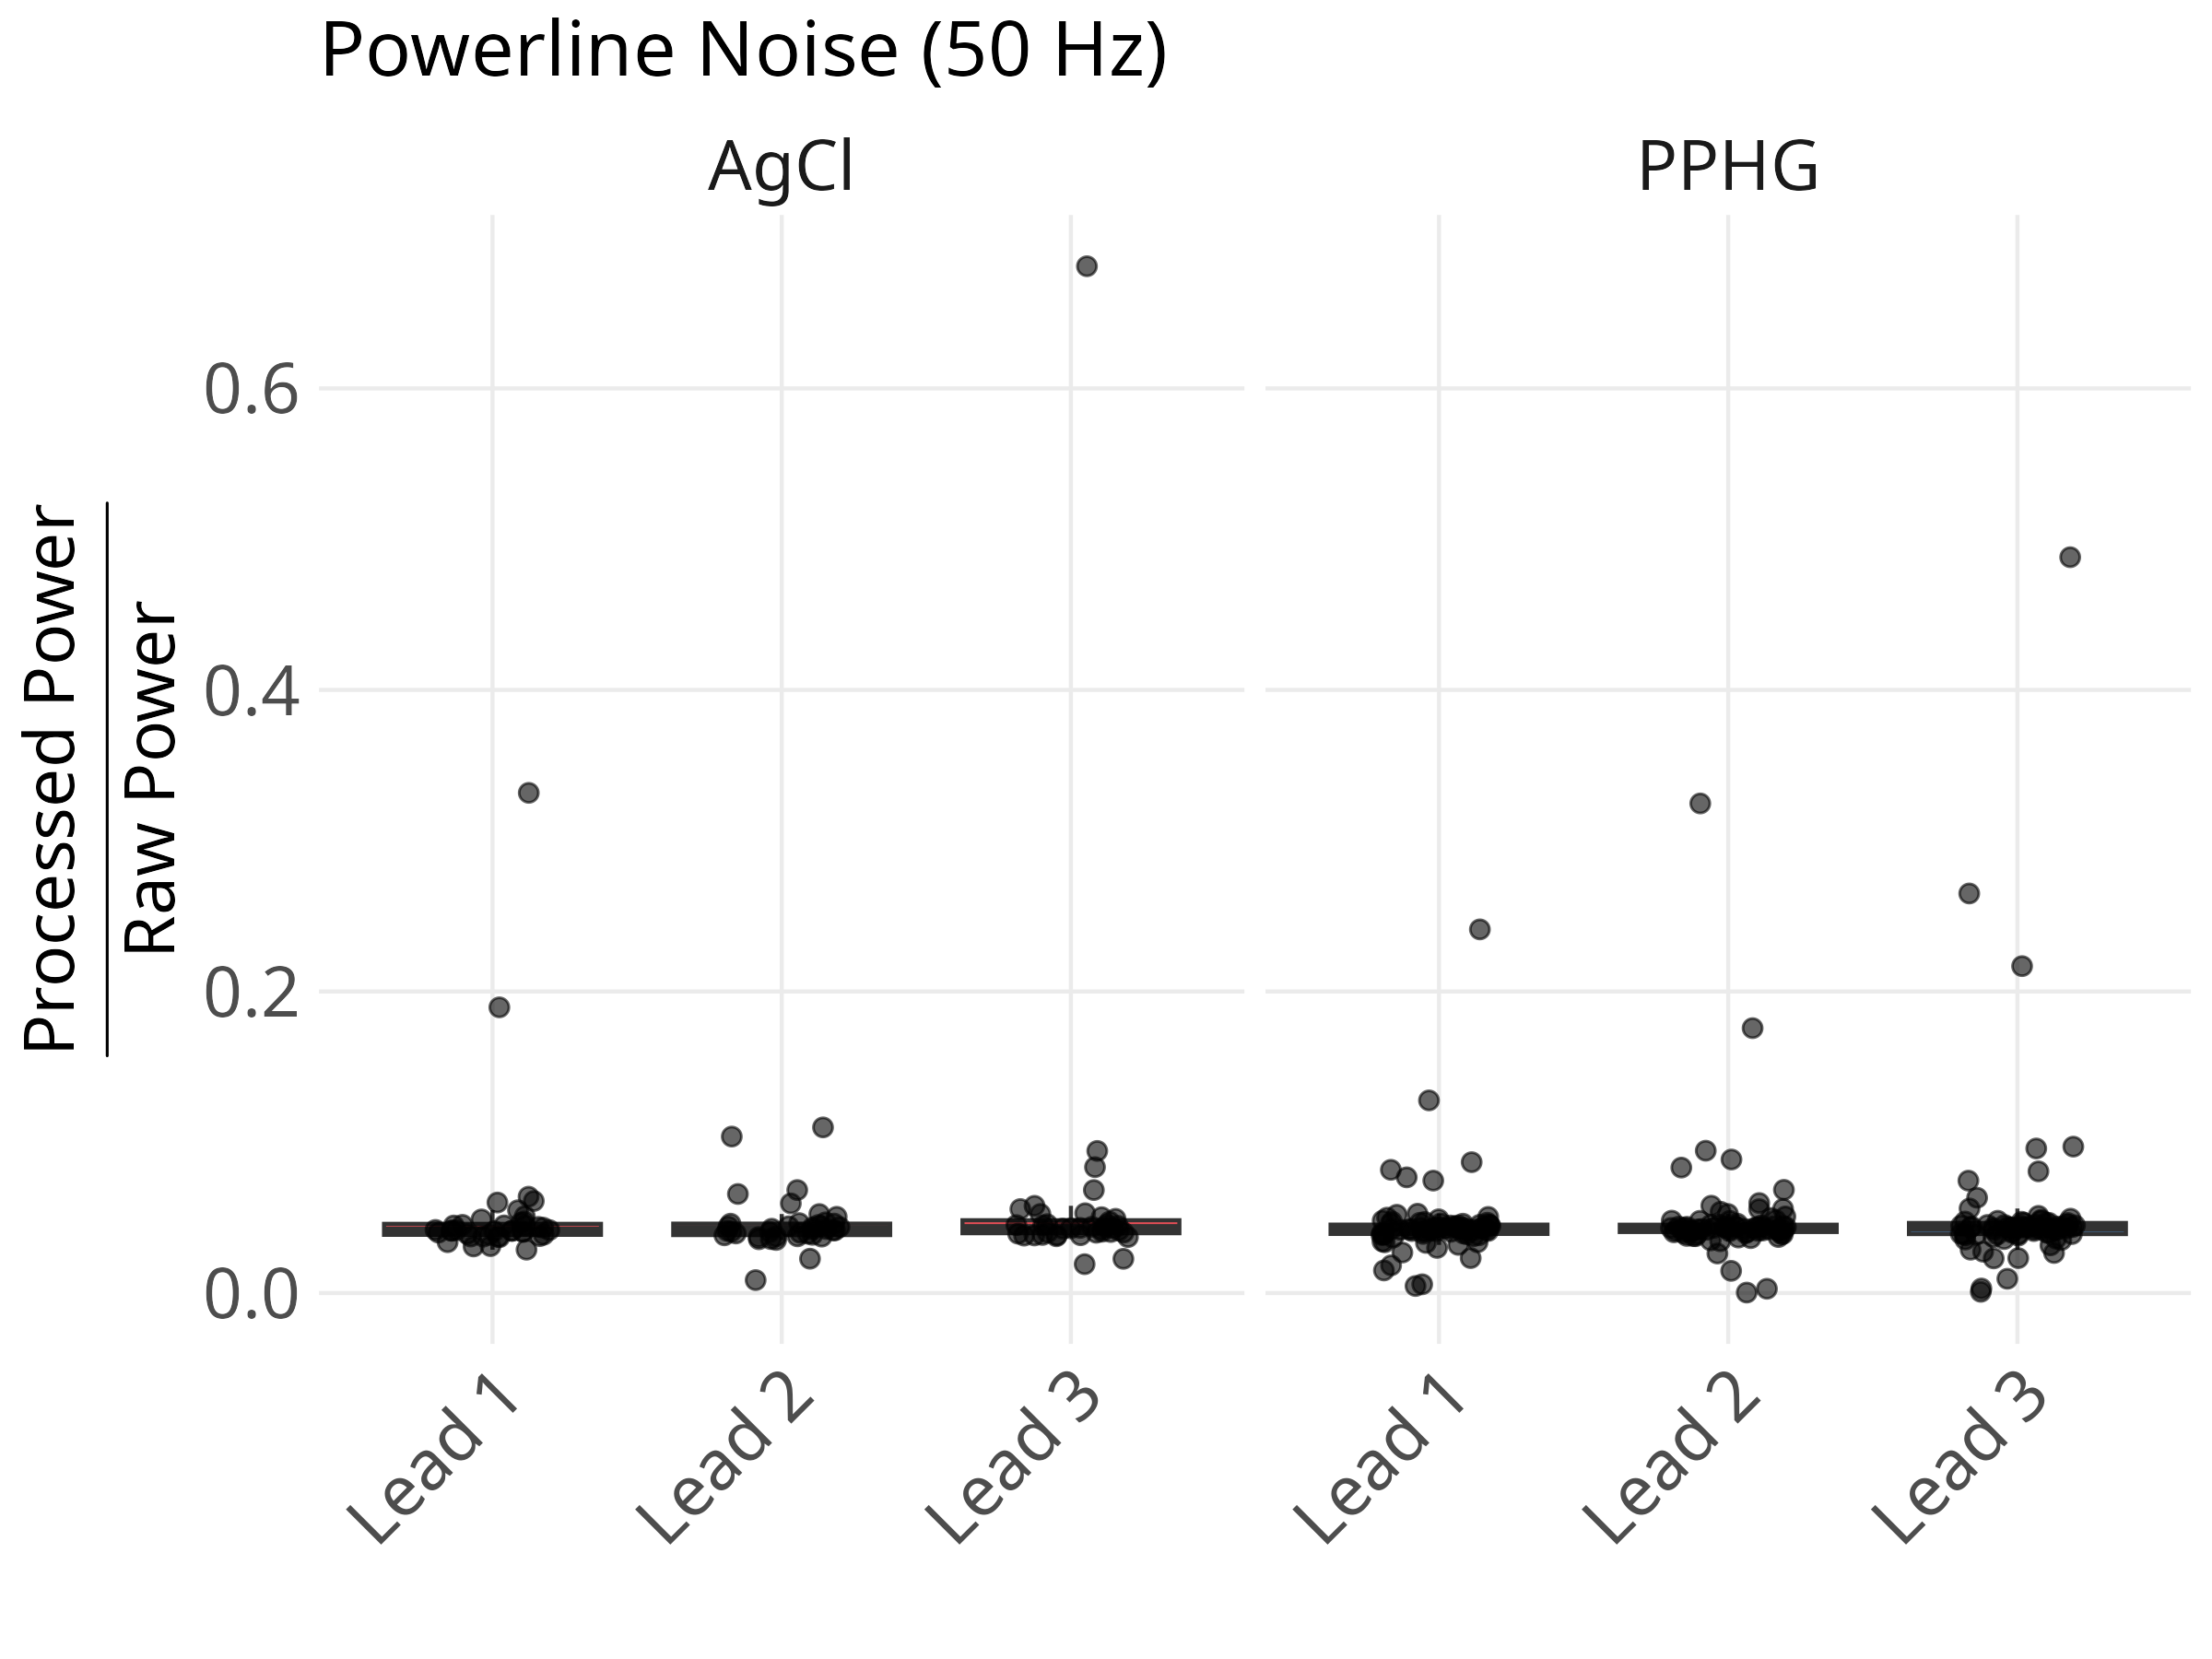 Powerline Noise (50 Hz)
AgCl
PPHG
Processed Power
Raw Power
0.6
0.4
0.2
0.0
Lead 1
Lead 2
Lead 3
Lead 1
Lead 2
Lead 3